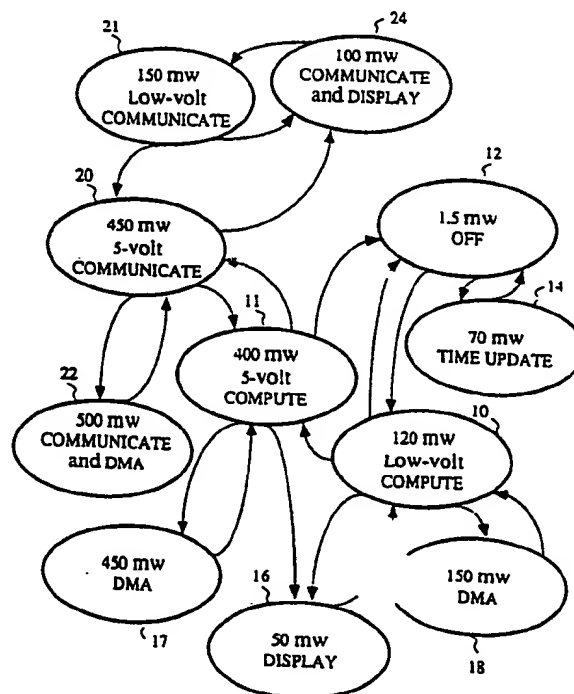 21
24
150 mw
Low-volt
COMMUNICATE
100 mw
COMMUNICATE
and DISPLAY
20
12
450 mw
5-volt
COMMUNICATE
1.5 mw
OFF
11
14
400 mw
5-volt
COMPUTE
70 mw
TIME UPDATE
22
10
500 mw
COMMUNICATE
and DMA
120 mw
Low-volt
COMPUTE
450 mw
DMA
17
16
50 mw
DISPLAY
150 mw
DMA
18